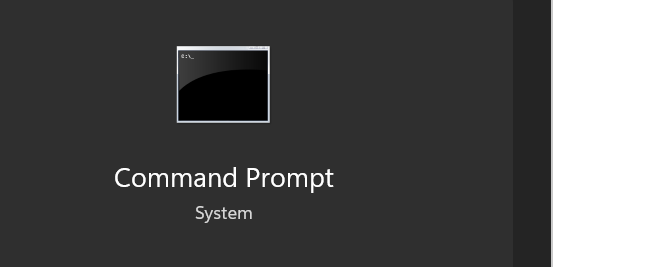 C:\_
Command Prompt
System